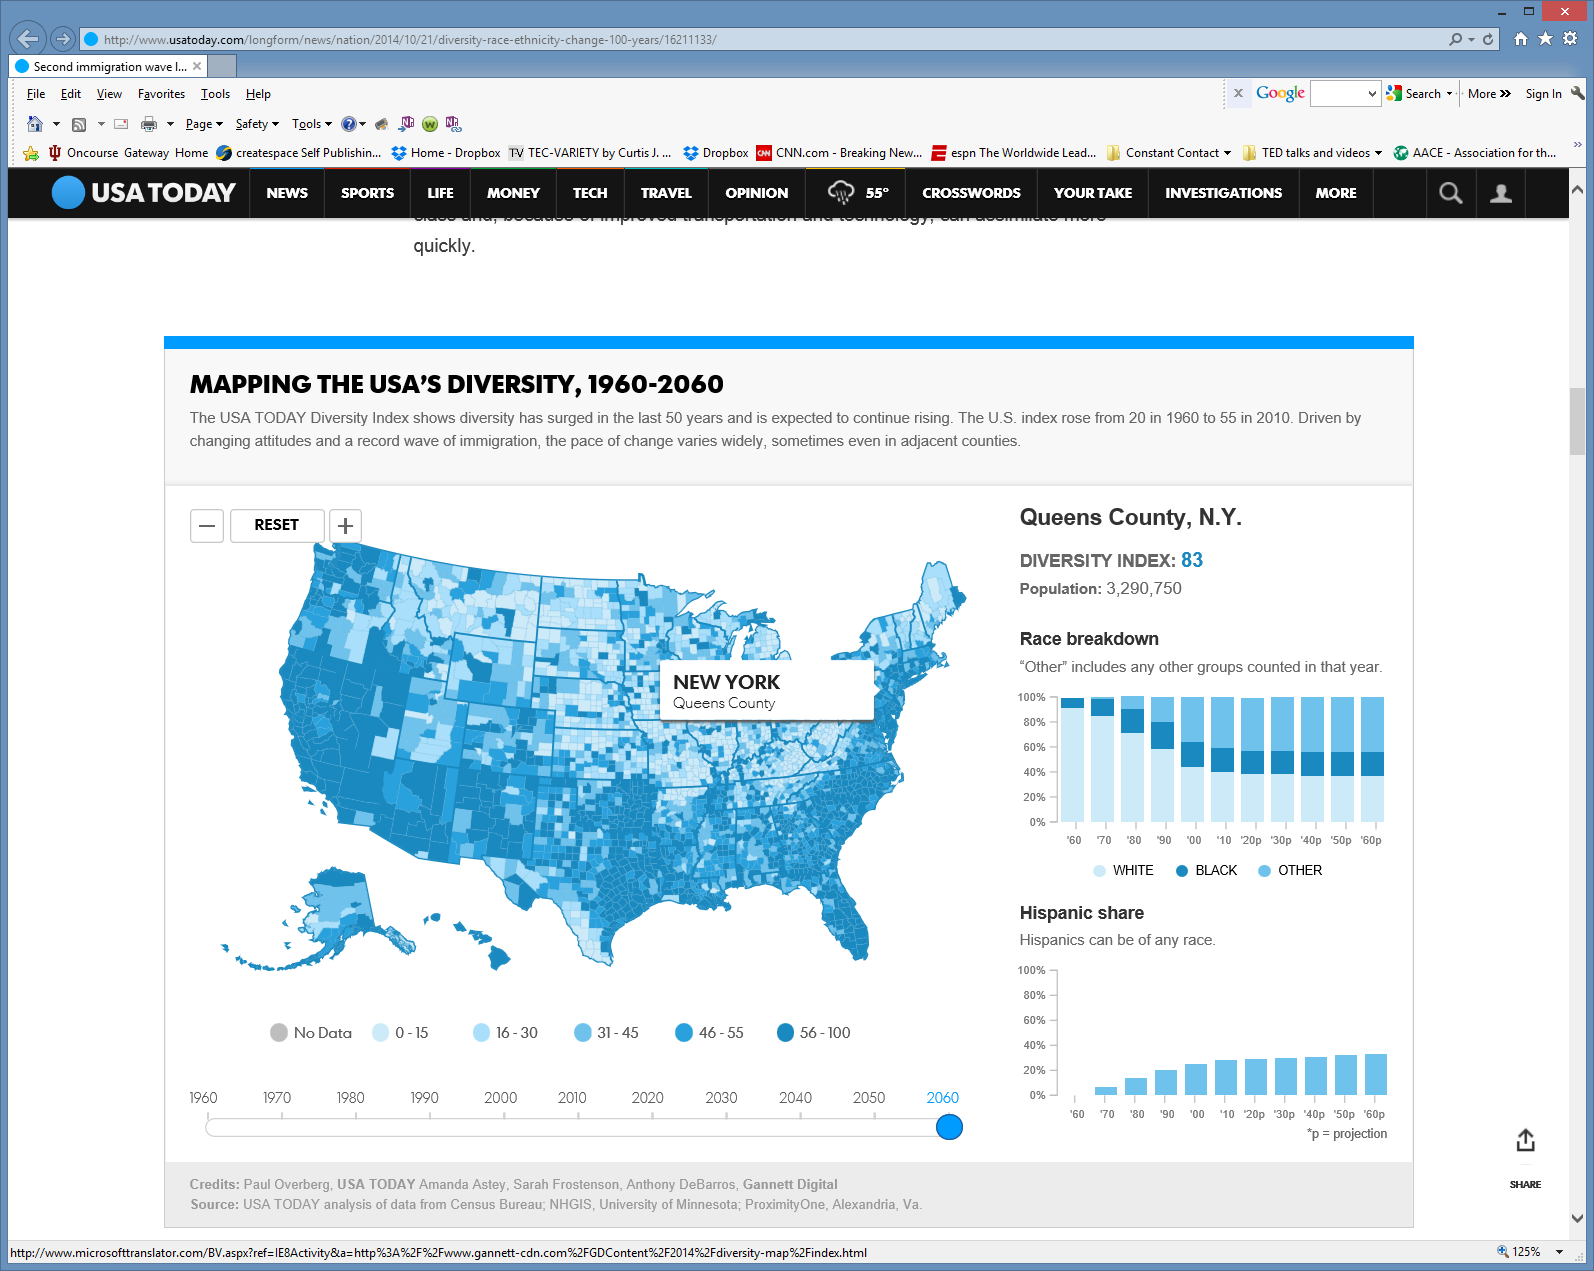 http://www.usatoday.com/longform/news/nation/2014/10/21/diversity-race-ethnicity-change-100-years/16211133/
Second immigration wave l...
File Edit View Favorites Tools Help
Google Search More » Sign In
Page Safety Tools
Oncourse Gateway Home createspace Self Publishin... Home - Dropbox TEC-VARIETY by Curtis J. ... Dropbox CNN.com - Breaking New... espn The Worldwide Lead... Constant Contact TED talks and videos AACE - Association for th...
USA TODAY NEWS SPORTS LIFE MONEY TECH TRAVEL OPINION 55° CROSSWORDS YOUR TAKE INVESTIGATIONS MORE
class and, because of improved transportation and technology, can assimilate more
quickly.
MAPPING THE USA'S DIVERSITY, 1960-2060
The USA TODAY Diversity Index shows diversity has surged in the last 50 years and is expected to continue rising. The U.S. index rose from 20 in 1960 to 55 in 2010. Driven by
changing attitudes and a record wave of immigration, the pace of change varies widely, sometimes even in adjacent counties.
RESET
NEW YORK
Queens County
No Data 0 - 15 16 - 30 31 - 45 46 - 55 56 - 100
1960 1970 1980 1990 2000 2010 2020 2030 2040 2050 2060
Queens County, N.Y.
DIVERSITY INDEX: 83
Population: 3,290,750
Race breakdown
“Other” includes any other groups counted in that year.
100%
80%
60%
40%
20%
0%
'60 '70 '80 '90 '00 '10 '20p '30p '40p '50p '60p
WHITE BLACK OTHER
Hispanic share
Hispanics can be of any race.
100%
80%
60%
40%
20%
0%
'60 '70 '80 '90 '00 '10 '20p '30p '40p '50p '60p
*p = projection
SHARE
Credits: Paul Overberg, USA TODAY Amanda Astey, Sarah Frostenson, Anthony DeBarros, Gannett Digital
Source: USA TODAY analysis of data from Census Bureau; NHGIS, University of Minnesota; ProximityOne, Alexandria, Va.
http://www.microsofttranslator.com/BV.aspx?ref=IE8Activity&a=http%3A%2F%2Fwww.gannett-cdn.com%2FGDContent%2F2014%2Fdiversity-map%2Findex.html
125%